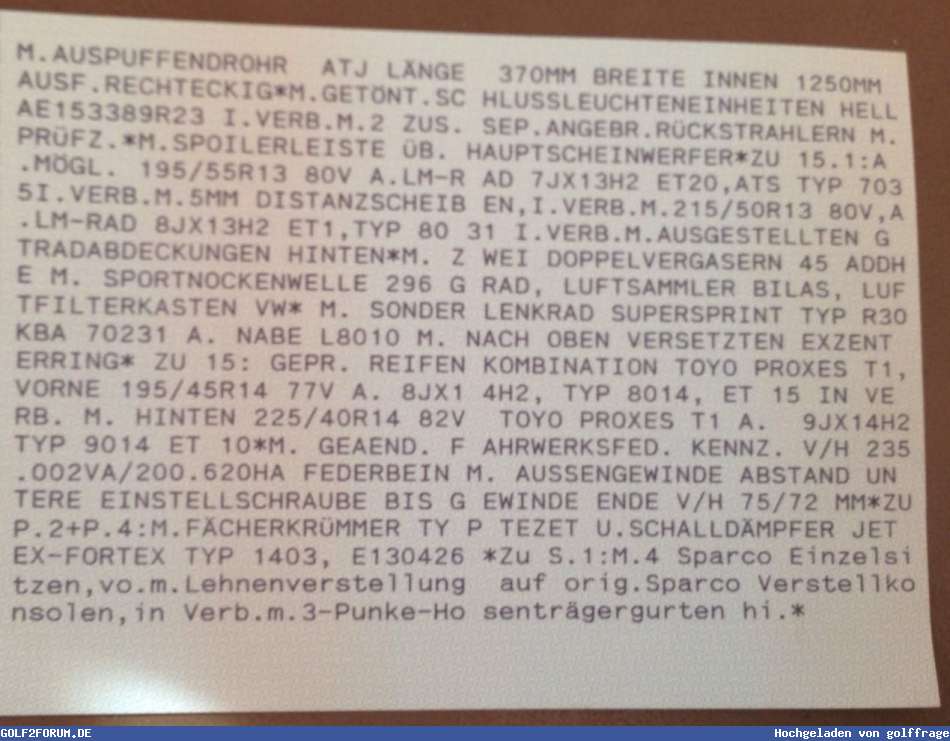 M.AUSPUFFENDROHR  ATJ LÄNGE  370MM BREITE INNEN 1250MM
AUSF.RECHTECKIG*M.GETÖNT.SC HLUSSLEUCHTENEINHEITEN HELL
AE153389R23 I.VERB.M.2 ZUS. SEP.ANGEBR.RÜCKSTRAHLERN M.
PRÜFZ.*M.SPOILERLEISTE ÜB. HAUPTSCHEINWERFER*ZU 15.1:A
.MÖGL. 195/55R13 80V A.LM-R AD 7JX13H2 ET20,ATS TYP 703
5I.VERB.M.5MM DISTANZSCHEIB EN,I.VERB.M.215/50R13 80V,A
.LM-RAD 8JX13H2 ET1,TYP 80 31 I.VERB.M.AUSGESTELLTEN G
TRADABDECKUNGEN HINTEN*M. Z WEI DOPPELVERGASERN 45 ADDH
E M. SPORTNOCKENWELLE 296 G RAD, LUFTSAMMLER BILAS, LUF
TFILTERKASTEN VW* M. SONDER LENKRAD SUPERSPRINT TYP R30
KBA 70231 A. NABE L8010 M. NACH OBEN VERSETZTEN EXZENT
ERRING* ZU 15: GEPR. REIFEN KOMBINATION TOYO PROXES T1,
VORNE 195/45R14 77V A. 8JX1 4H2, TYP 8014, ET 15 IN VE
RB. M. HINTEN 225/40R14 82V  TOYO PROXES T1 A.  9JX14H2
TYP 9014 ET 10*M. GEAEND. F AHRWERKSFED. KENNZ. V/H 235
.002VA/200.620HA FEDERBEIN M. AUSSENGEWINDE ABSTAND UN
TERE EINSTELLSCHRAUBE BIS G EWINDE ENDE V/H 75/72 MM*ZU
P.2+P.4:M.FÄCHERKRÜMMER TY P TEZET U.SCHALLDÄMPFER JET
EX-FORTEX TYP 1403, E130426 *Zu S.1:M.4 Sparco Einzelsi
tzen,vo.m.Lehnenverstellung  auf orig.Sparco Verstellko
nsolen,in Verb.m.3-Punke-Ho senträgergurten hi.*
GOLF2FORUM.DE
Hochgeladen von golffrage